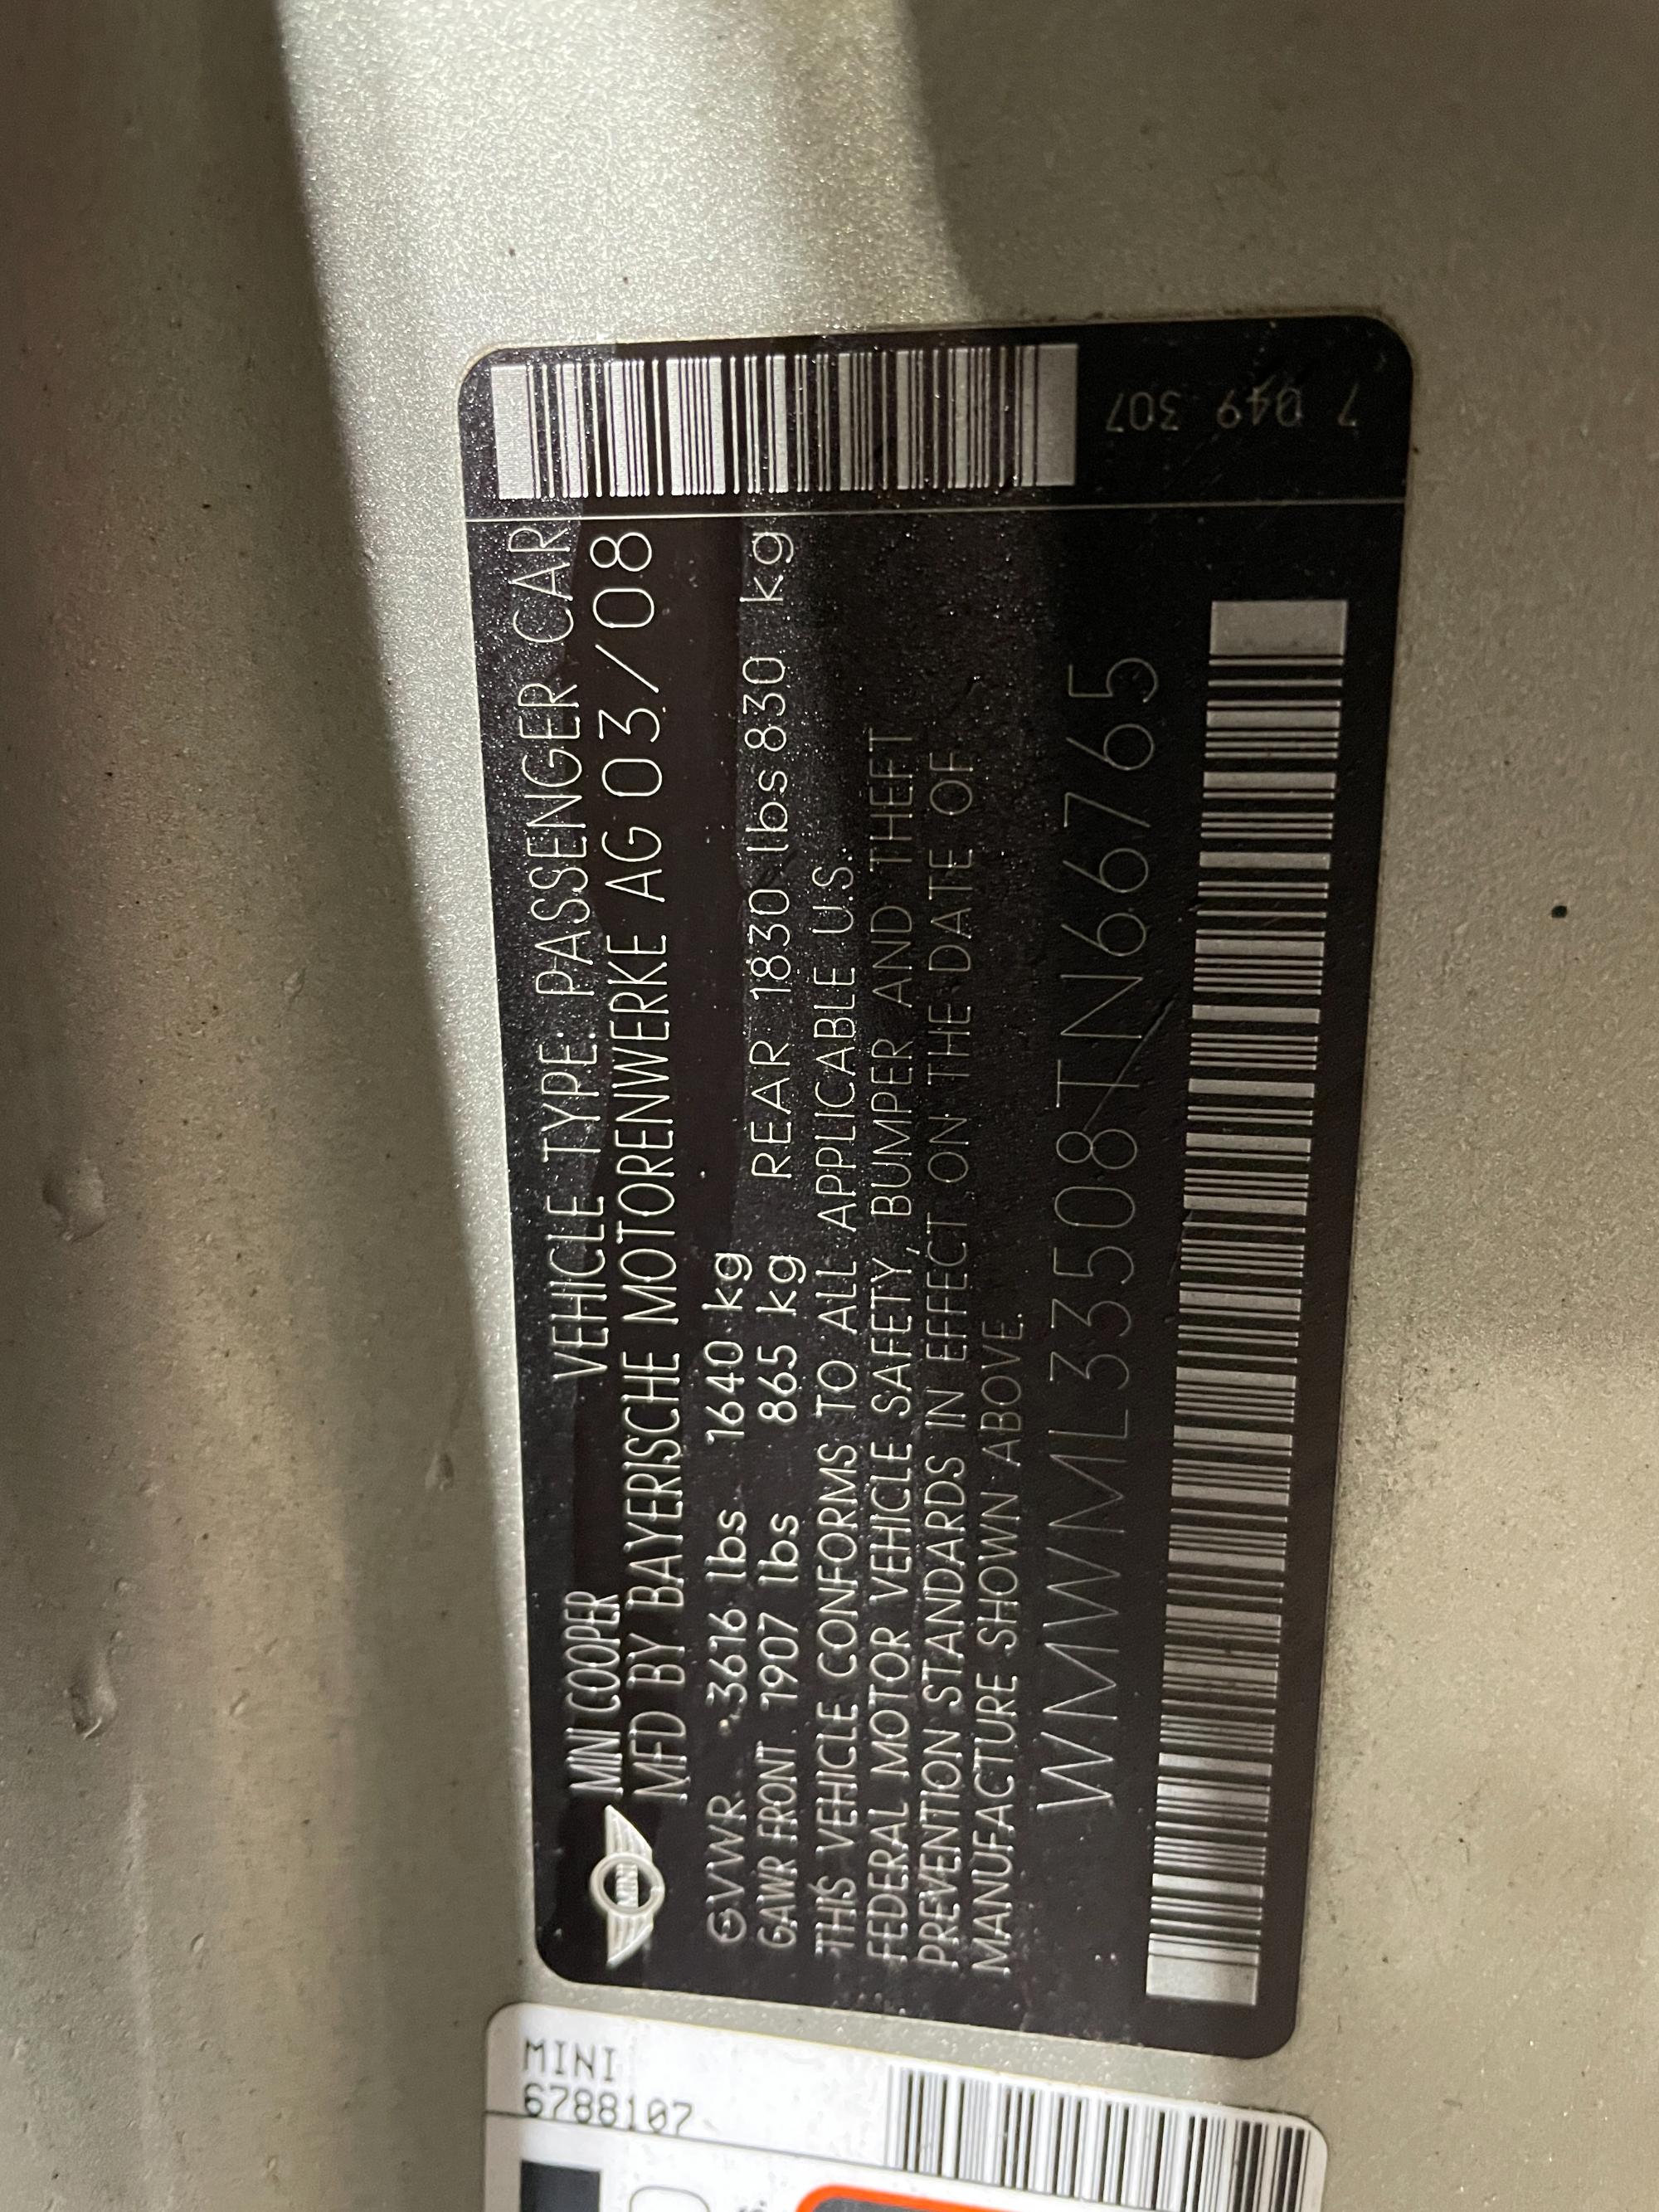 MINI
MINI COOPER VEHICLE TYPE: PASSENGER CAR
MFD BY BAYERISCHE MOTORENWERKE AG 03/08
GVWR 3616 lbs 1640 kg
GAWR FRONT 1907 lbs 865 kg REAR 1830 lbs 830 kg
THIS VEHICLE CONFORMS TO ALL APPLICABLE U.S.
FEDERAL MOTOR VEHICLE SAFETY, BUMPER AND THEFT
PREVENTION STANDARDS IN EFFECT ON THE DATE OF
MANUFACTURE SHOWN ABOVE.
WMWML33508TN66765
7 049 307
MINI
6788107